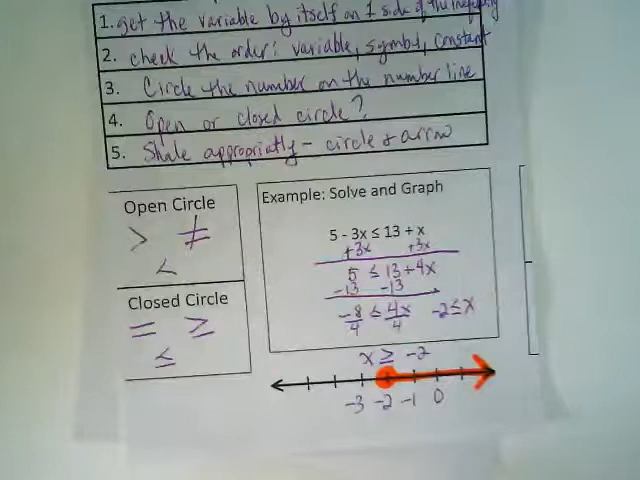 1. get the variable by itself on 1 side of the inequality
2. check the order: variable, symbol, constant
3. Circle the number on the number line
4. Open or closed circle?
5. Shade appropriatly - circle & arrow
Open Circle
> ≠
<
Closed Circle
= ≥
≤
Example: Solve and Graph
5 - 3x ≤ 13 + x
+3x +3x
5 ≤ 13 + 4x
-13 -13
-8/4 ≤ 4x/4 -2 ≤ x
x ≥ -2
-3 -2 -1 0